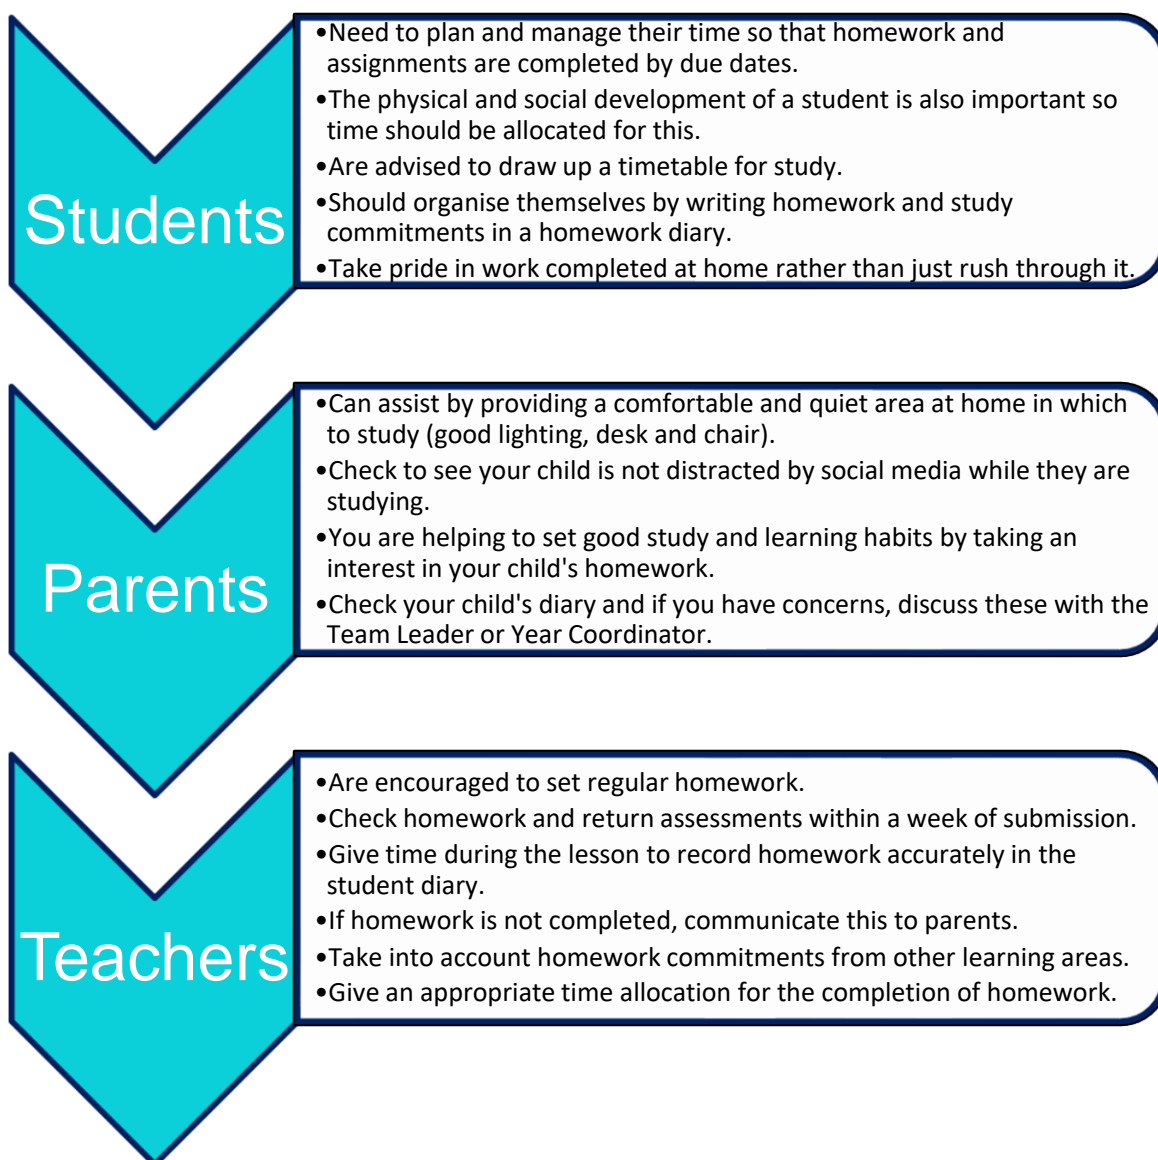 Students
•Need to plan and manage their time so that homework and
assignments are completed by due dates.
•The physical and social development of a student is also important so
time should be allocated for this.
•Are advised to draw up a timetable for study.
•Should organise themselves by writing homework and study
commitments in a homework diary.
•Take pride in work completed at home rather than just rush through it.
Parents
•Can assist by providing a comfortable and quiet area at home in which
to study (good lighting, desk and chair).
•Check to see your child is not distracted by social media while they are
studying.
•You are helping to set good study and learning habits by taking an
interest in your child's homework.
•Check your child's diary and if you have concerns, discuss these with the
Team Leader or Year Coordinator.
Teachers
•Are encouraged to set regular homework.
•Check homework and return assessments within a week of submission.
•Give time during the lesson to record homework accurately in the
student diary.
•If homework is not completed, communicate this to parents.
•Take into account homework commitments from other learning areas.
•Give an appropriate time allocation for the completion of homework.